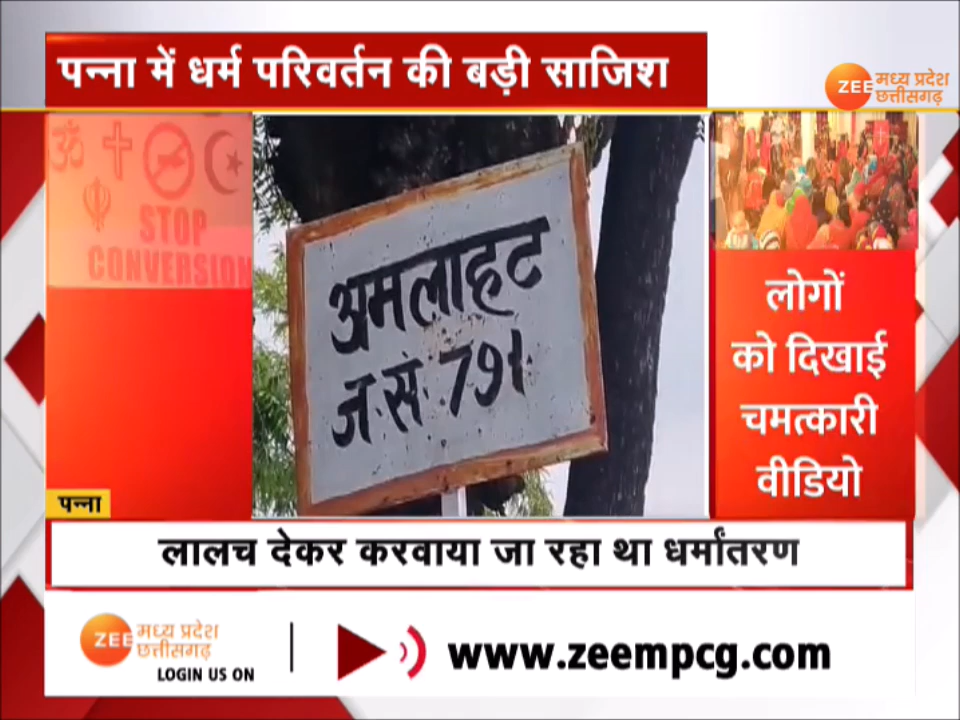 पन्ना में धर्म परिवर्तन की बड़ी साजिश
ZEE मध्य प्रदेश
छत्तीसगढ़
STOP
CONVERSION
अमलाहट
ज.सं. 791
लोगों
को दिखाई
चमत्कारी
वीडियो
पन्ना
लालच देकर करवाया जा रहा था धर्मांतरण
ZEE मध्य प्रदेश
छत्तीसगढ़
LOGIN US ON
www.zeempcg.com